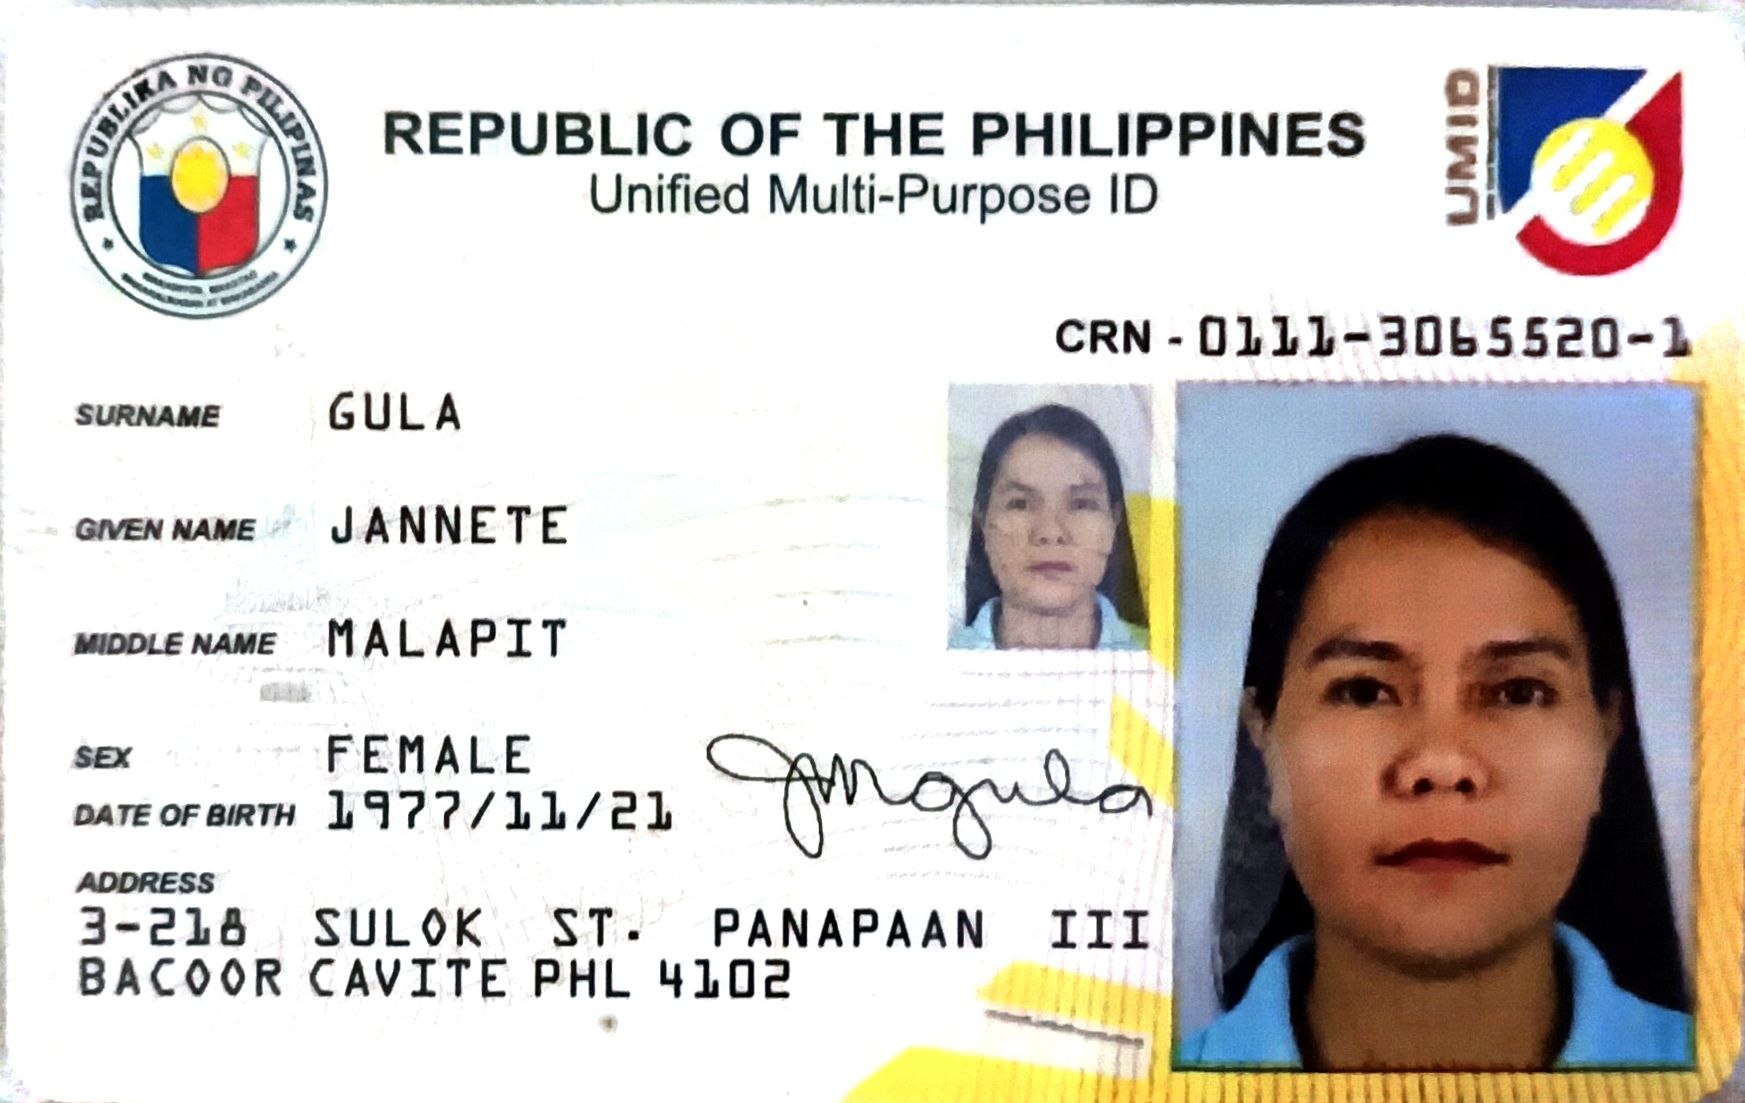 REPUBLIKA NG PILIPINAS
REPUBLIC OF THE PHILIPPINES
Unified Multi-Purpose ID
UMID
CRN - 0111-3065520-1
SURNAME GULA
GIVEN NAME JANNETE
MIDDLE NAME MALAPIT
SEX FEMALE
DATE OF BIRTH 1977/11/21
JMgula
ADDRESS
3-218 SULOK ST. PANAPAAN III
BACOOR CAVITE PHL 4102